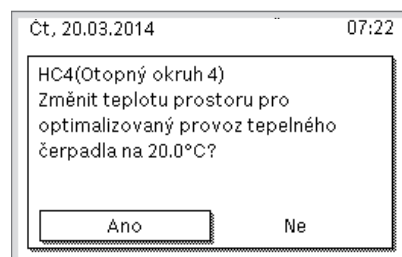 Čt, 20.03.2014 07:22
HC4(Otopný okruh 4)
Změnit teplotu prostoru pro
optimalizovaný provoz tepelného
čerpadla na 20.0°C?
Ano Ne